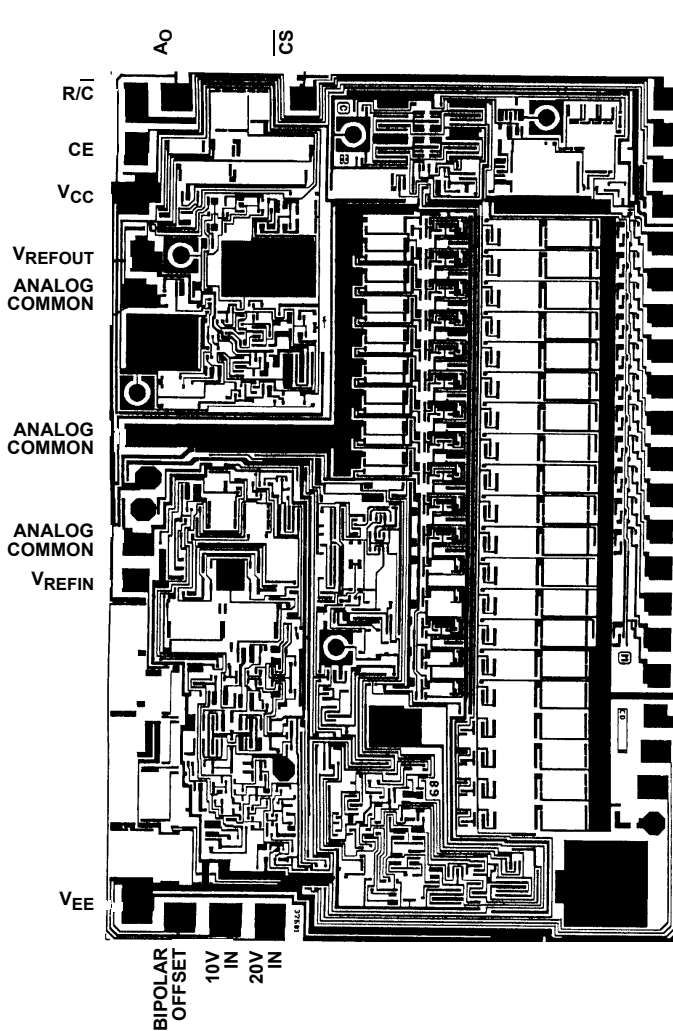 AO
CS
R/C
CE
VCC
VREFOUT
ANALOG
COMMON
ANALOG
COMMON
ANALOG
COMMON
VREFIN
VEE
BIPOLAR
OFFSET
10V
IN
20V
IN